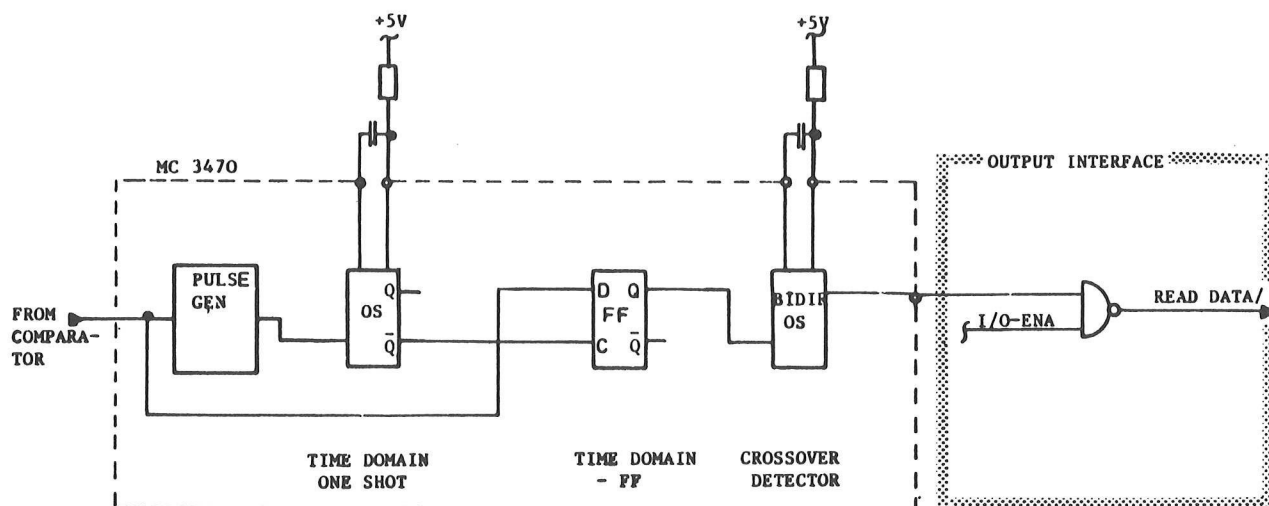 +5V
+5V
MC 3470
OUTPUT INTERFACE
PULSE
GEN
Q
OS
Q̅
D Q
FF
C Q̅
BIDIR
OS
FROM
COMPARA-
TOR
I/O-ENA
READ DATA/
TIME DOMAIN
ONE SHOT
TIME DOMAIN
- FF
CROSSOVER
DETECTOR